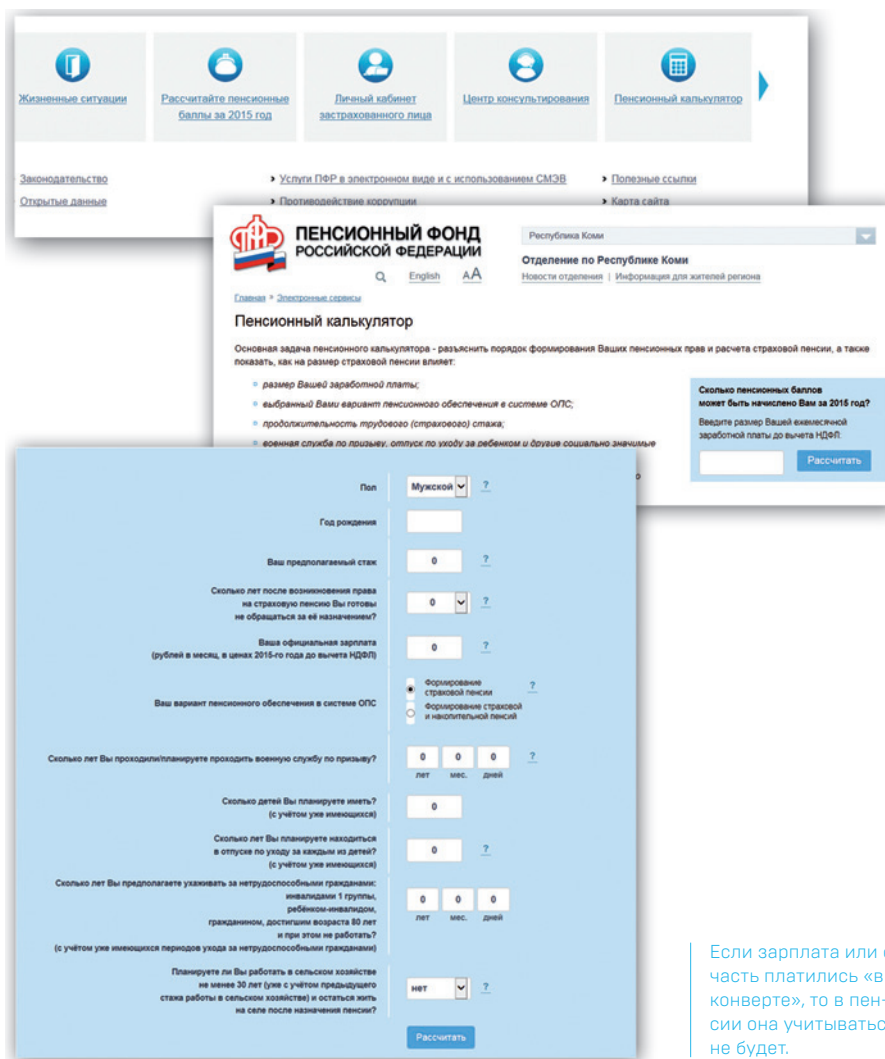 Жизненные ситуации
Рассчитайте пенсионные
баллы за 2015 год
Личный кабинет
застрахованного лица
Центр консультирования
Пенсионный калькулятор
Законодательство
Услуги ПФР в электронном виде и с использованием СМЭВ
Полезные ссылки
Открытые данные
Противодействие коррупции
Карта сайта
ПФР
ПЕНСИОННЫЙ ФОНД
РОССИЙСКОЙ ФЕДЕРАЦИИ
English
AA
Республика Коми
Отделение по Республике Коми
Новости отделения | Информация для жителей региона
Главная » Электронные сервисы
Пенсионный калькулятор
Основная задача пенсионного калькулятора - разъяснить порядок формирования Ваших пенсионных прав и расчета страховой пенсии, а также
показать, как на размер страховой пенсии влияет:
размер Вашей заработной платы;
выбранный Вами вариант пенсионного обеспечения в системе ОПС;
продолжительность трудового (страхового) стажа;
военная служба по призыву, отпуск по уходу за ребенком и другие социально значимые
о
Сколько пенсионных баллов
может быть начислено Вам за 2015 год?
Введите размер Вашей ежемесячной
заработной платы до вычета НДФЛ:
Рассчитать
Пол
Мужской ?
Год рождения
Ваш предполагаемый стаж
0 ?
Сколько лет после возникновения права
на страховую пенсию Вы готовы
не обращаться за её назначением?
0 ?
Ваша официальная зарплата
(рублей в месяц, в ценах 2015-го года до вычета НДФЛ)
0 ?
Ваш вариант пенсионного обеспечения в системе ОПС
Формирование
страховой пенсии ?
Формирование страховой
и накопительной пенсий
Сколько лет Вы проходили/планируете проходить военную службу по призыву?
0 0 0 ?
лет мес. дней
Сколько детей Вы планируете иметь?
(с учётом уже имеющихся)
0
Сколько лет Вы планируете находиться
в отпуске по уходу за каждым из детей?
(с учётом уже имеющихся)
0 ?
Сколько лет Вы предполагаете ухаживать за нетрудоспособными гражданами:
инвалидами 1 группы,
ребёнком-инвалидом,
гражданином, достигшим возраста 80 лет
и при этом не работать?
(с учётом уже имеющихся периодов ухода за нетрудоспособными гражданами)
0 0 0
лет мес. дней
Планируете ли Вы работать в сельском хозяйстве
не менее 30 лет (уже с учётом предыдущего
стажа работы в сельском хозяйстве) и остаться жить
на селе после назначения пенсии?
нет ?
Рассчитать
Если зарплата или
часть платились «в
конверте», то в пен-
сии она учитыватьс
не будет.